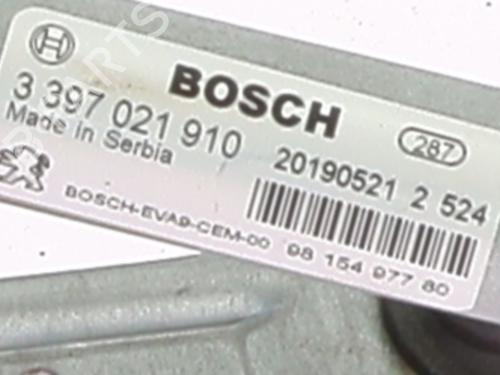 BOSCH
3 397 021 910
287
Made in Serbia
20190521 2 524
BOSCH-EVA9-CEM-00
98 154 977 80